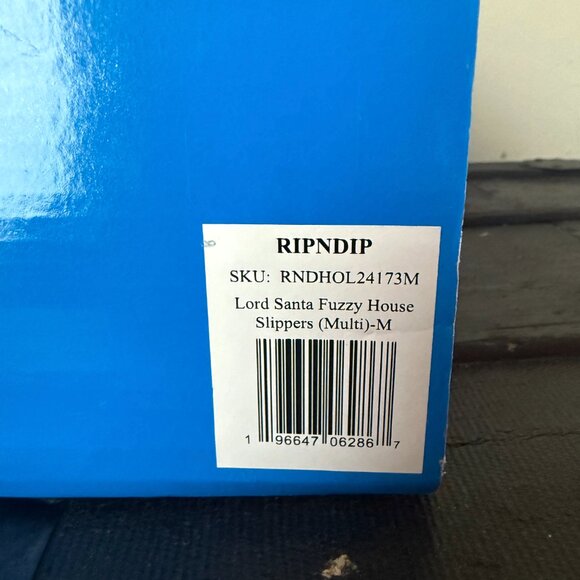 RIPNDIP
SKU: RNDHOL24173M
Lord Santa Fuzzy House
Slippers (Multi)-M
1 96647 06286 7